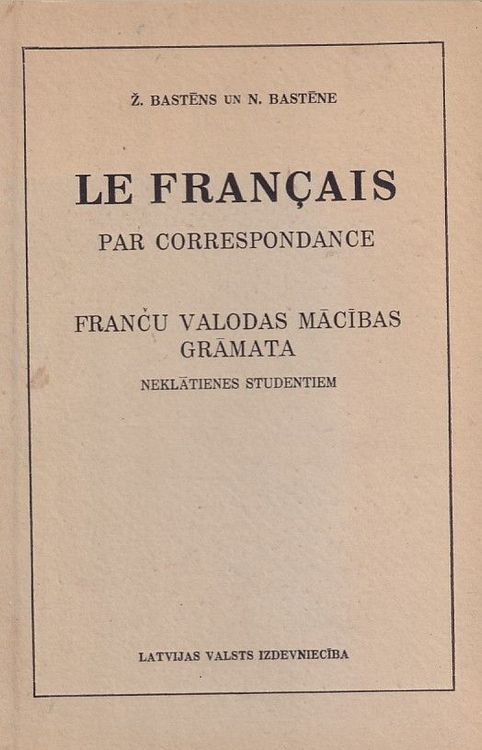 Ž. BASTĒNS UN N. BASTĒNE
LE FRANÇAIS
PAR CORRESPONDANCE
FRANČU VALODAS MĀCĪBAS
GRĀMATA
NEKLĀTIENES STUDENTIEM
LATVIJAS VALSTS IZDEVNIECĪBA